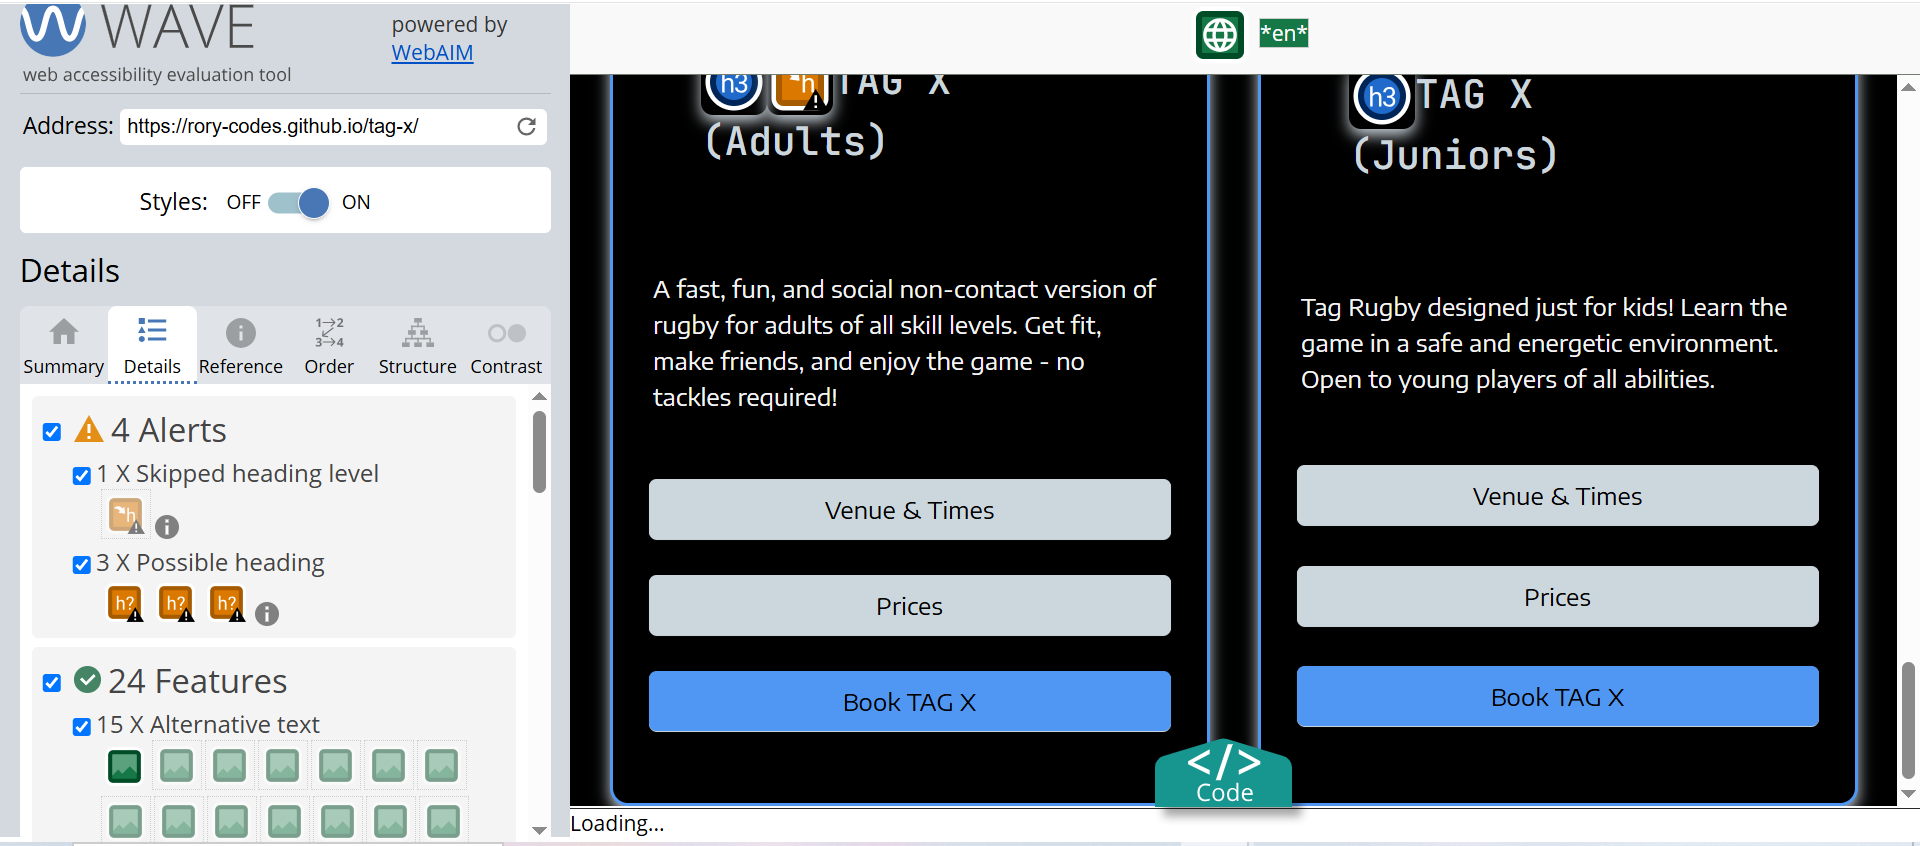 WAVE
powered by
WebAIM
web accessibility evaluation tool
Address: https://rory-codes.github.io/tag-x/
Styles: OFF ON
Details
Summary Details Reference Order Structure Contrast
4 Alerts
1 X Skipped heading level
h
3 X Possible heading
h? h? h?
24 Features
15 X Alternative text
*en*
h3 h TAG X
(Adults)
A fast, fun, and social non-contact version of
rugby for adults of all skill levels. Get fit,
make friends, and enjoy the game - no
tackles required!
Venue & Times
Prices
Book TAG X
h3 TAG X
(Juniors)
Tag Rugby designed just for kids! Learn the
game in a safe and energetic environment.
Open to young players of all abilities.
Venue & Times
Prices
Book TAG X
</>
Code
Loading...